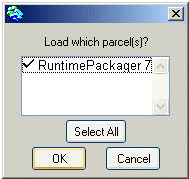 Load which parcel(s)?
RuntimePackager 7
Select All
OK
Cancel